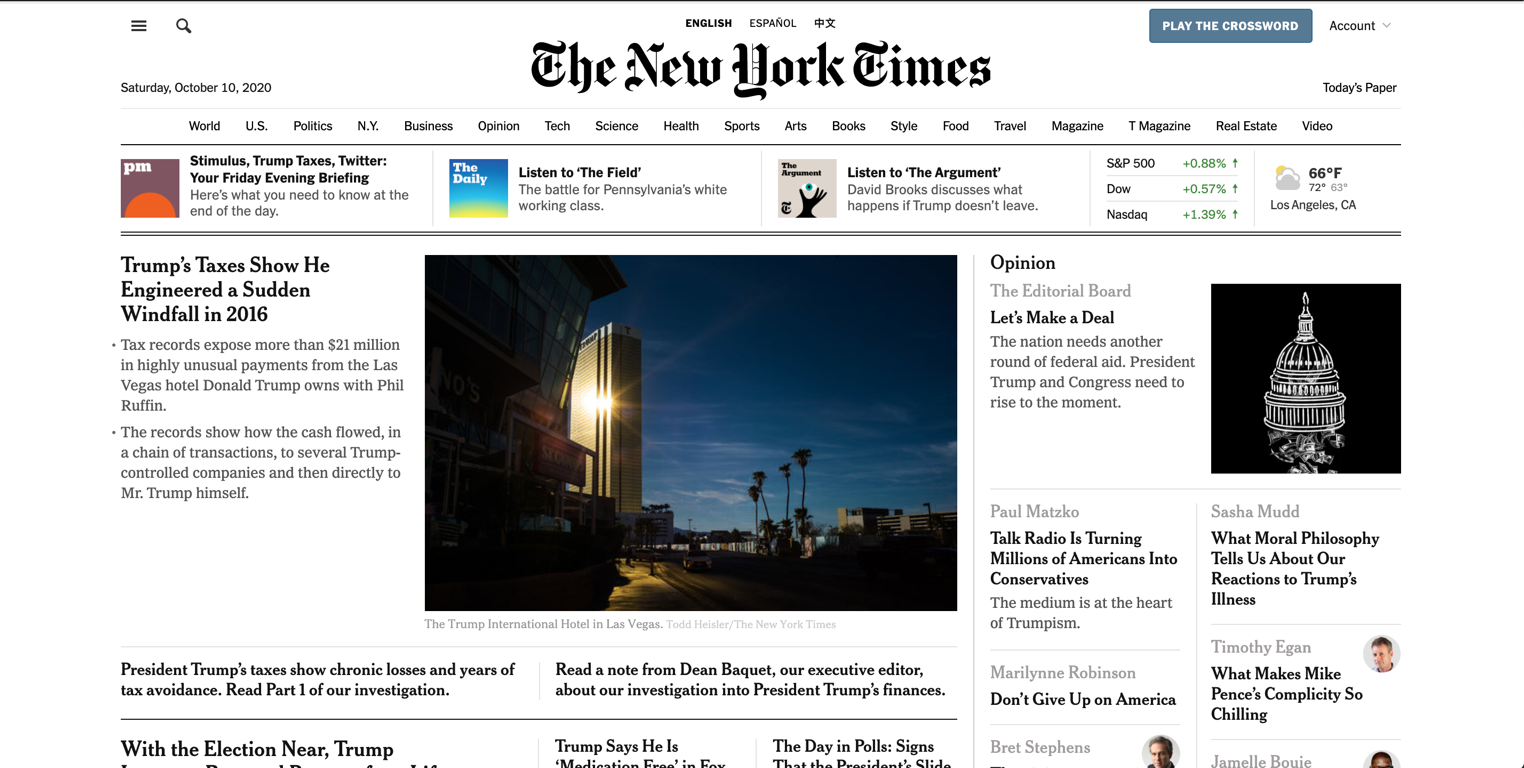 ENGLISH ESPAÑOL 中文
PLAY THE CROSSWORD
Account
The New York Times
Saturday, October 10, 2020
Today's Paper
World U.S. Politics N.Y. Business Opinion Tech Science Health Sports Arts Books Style Food Travel Magazine T Magazine Real Estate Video
pm
Stimulus, Trump Taxes, Twitter:
Your Friday Evening Briefing
Here's what you need to know at the
end of the day.
The
Daily
Listen to ‘The Field’
The battle for Pennsylvania's white
working class.
The
Argument
Listen to ‘The Argument’
David Brooks discusses what
happens if Trump doesn't leave.
S&P 500 +0.88% ↑
Dow +0.57% ↑
Nasdaq +1.39% ↑
66°F
72° 63°
Los Angeles, CA
Trump’s Taxes Show He
Engineered a Sudden
Windfall in 2016
• Tax records expose more than $21 million
in highly unusual payments from the Las
Vegas hotel Donald Trump owns with Phil
Ruffin.
• The records show how the cash flowed, in
a chain of transactions, to several Trump-
controlled companies and then directly to
Mr. Trump himself.
The Trump International Hotel in Las Vegas. Todd Heisler/The New York Times
President Trump’s taxes show chronic losses and years of
tax avoidance. Read Part 1 of our investigation.
Read a note from Dean Baquet, our executive editor,
about our investigation into President Trump’s finances.
With the Election Near, Trump
Trump Says He Is
‘Medication Free’ in Fox
The Day in Polls: Signs
That the President’s Slide
Opinion
The Editorial Board
Let’s Make a Deal
The nation needs another
round of federal aid. President
Trump and Congress need to
rise to the moment.
Paul Matzko
Talk Radio Is Turning
Millions of Americans Into
Conservatives
The medium is at the heart
of Trumpism.
Marilynne Robinson
Don’t Give Up on America
Bret Stephens
Sasha Mudd
What Moral Philosophy
Tells Us About Our
Reactions to Trump’s
Illness
Timothy Egan
What Makes Mike
Pence’s Complicity So
Chilling
Jamelle Bouie